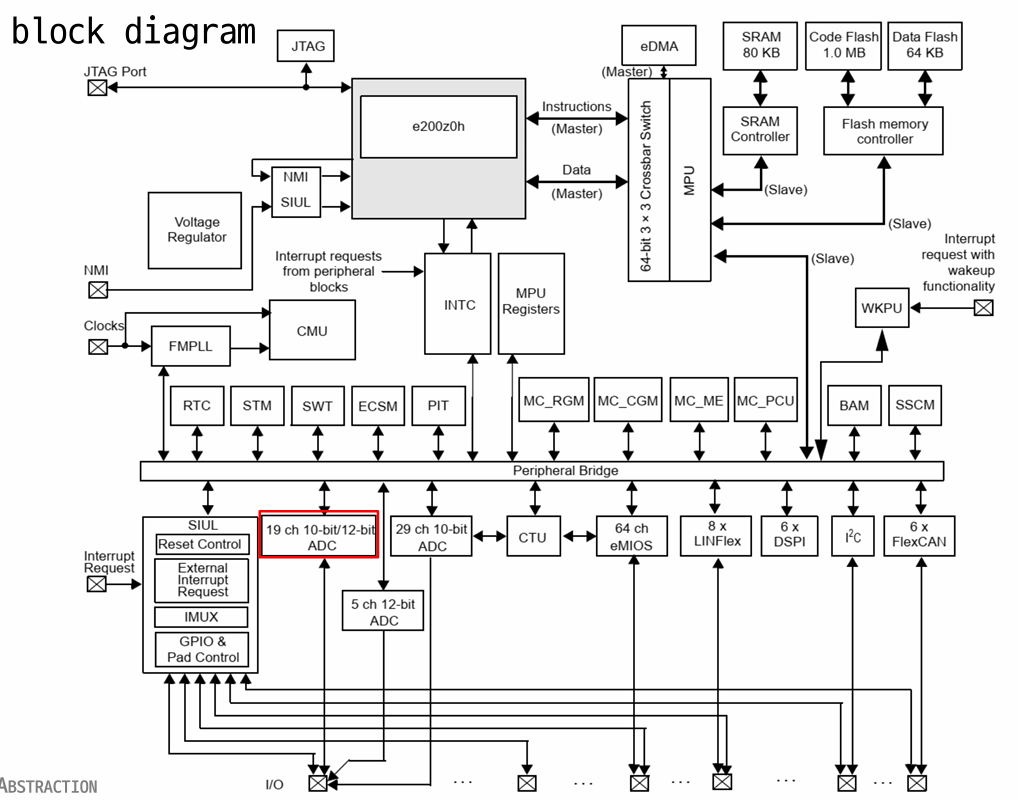 block diagram
JTAG
JTAG Port
eDMA
(Master)
SRAM
80 KB
Code Flash
1.0 MB
Data Flash
64 KB
e200z0h
Instructions
(Master)
Data
(Master)
64-bit 3 × 3 Crossbar Switch
MPU
SRAM
Controller
Flash memory
controller
(Slave)
(Slave)
(Slave)
NMI
SIUL
Voltage
Regulator
NMI
Interrupt requests
from peripheral
blocks
INTC
MPU
Registers
Interrupt
request with
wakeup
functionality
WKPU
Clocks
FMPLL
CMU
RTC
STM
SWT
ECSM
PIT
MC_RGM
MC_CGM
MC_ME
MC_PCU
BAM
SSCM
Peripheral Bridge
SIUL
Reset Control
External
Interrupt
Request
IMUX
GPIO &
Pad Control
Interrupt
Request
19 ch 10-bit/12-bit
ADC
29 ch 10-bit
ADC
5 ch 12-bit
ADC
CTU
64 ch
eMIOS
8 x
LINFlex
6 x
DSPI
I²C
6 x
FlexCAN
I/O
...
...
...
...
...
ABSTRACTION